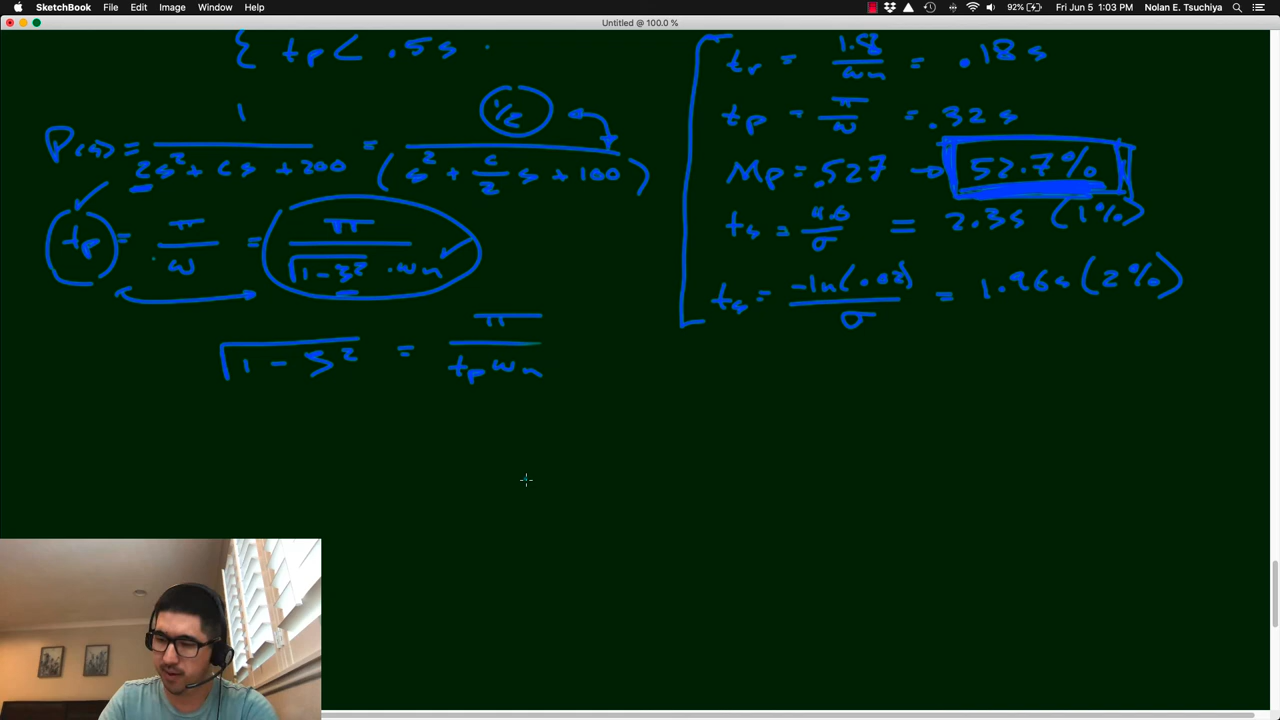 SketchBook File Edit Image Window Help 92% Fri Jun 5 1:03 PM Nolan E. Tsuchiya
Untitled @ 100.0 %
{ tp < .5s .
P(s) = 1 / (2s² + cs + 200) = (1/2) / (s² + c/2 s + 100)
tp = π / ω = π / (√(1-ζ²) · ωn)
√(1-ζ²) = π / (tp ωn)
tr = 1.8 / ωn = .18 s
tp = π / ω = .32 s
Mp = .527 → 52.7%
ts = 4.6 / σ = 2.3s (1%)
ts = -ln(.02) / σ = 1.96s (2%)